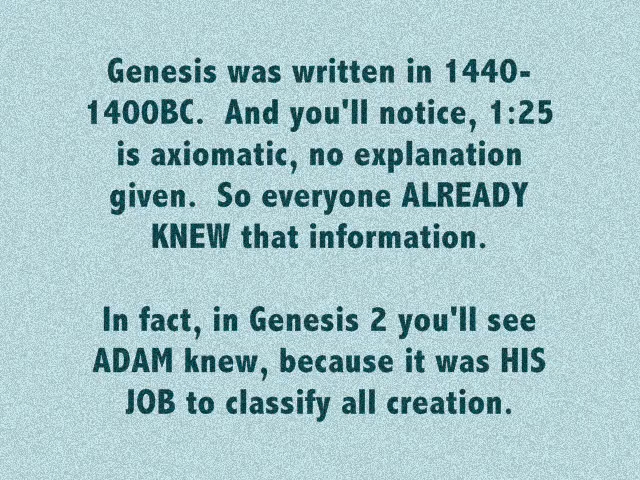 Genesis was written in 1440-
1400BC.  And you'll notice, 1:25
is axiomatic, no explanation
given.  So everyone ALREADY
KNEW that information.
In fact, in Genesis 2 you'll see
ADAM knew, because it was HIS
JOB to classify all creation.